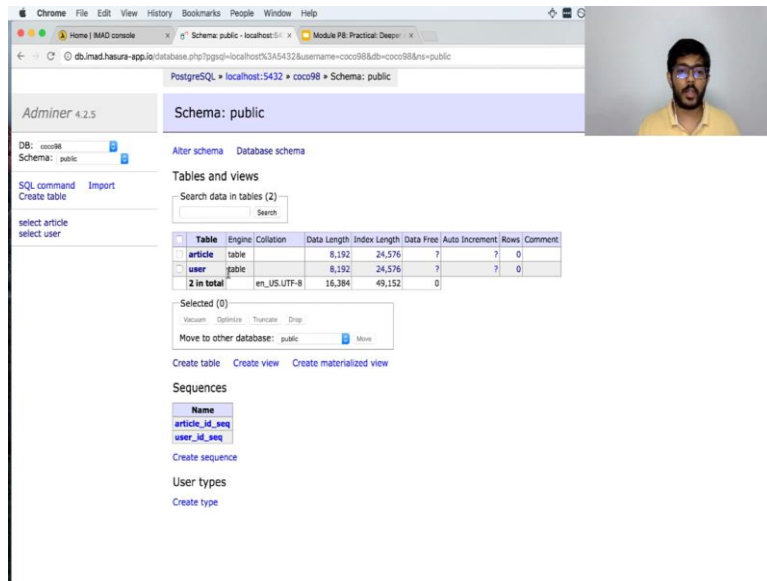 Chrome File Edit View History Bookmarks People Window Help
Home | IMAD console × Schema: public - localhost:54 × Module P8: Practical: Deeper ×
db.imad.hasura-app.io/database.php?pgsql=localhost%3A5432&username=coco98&db=coco98&ns=public
PostgreSQL » localhost:5432 » coco98 » Schema: public
Adminer 4.2.5
Schema: public
DB: coco98
Schema: public
Alter schema Database schema
SQL command Import
Create table
select article
select user
Tables and views
Search data in tables (2)
Search
Table Engine Collation Data Length Index Length Data Free Auto Increment Rows Comment
article table 8,192 24,576 ? ? 0
user table 8,192 24,576 ? ? 0
2 in total en_US.UTF-8 16,384 49,152 0
Selected (0)
Vacuum Optimize Truncate Drop
Move to other database: public Move
Create table Create view Create materialized view
Sequences
Name
article_id_seq
user_id_seq
Create sequence
User types
Create type